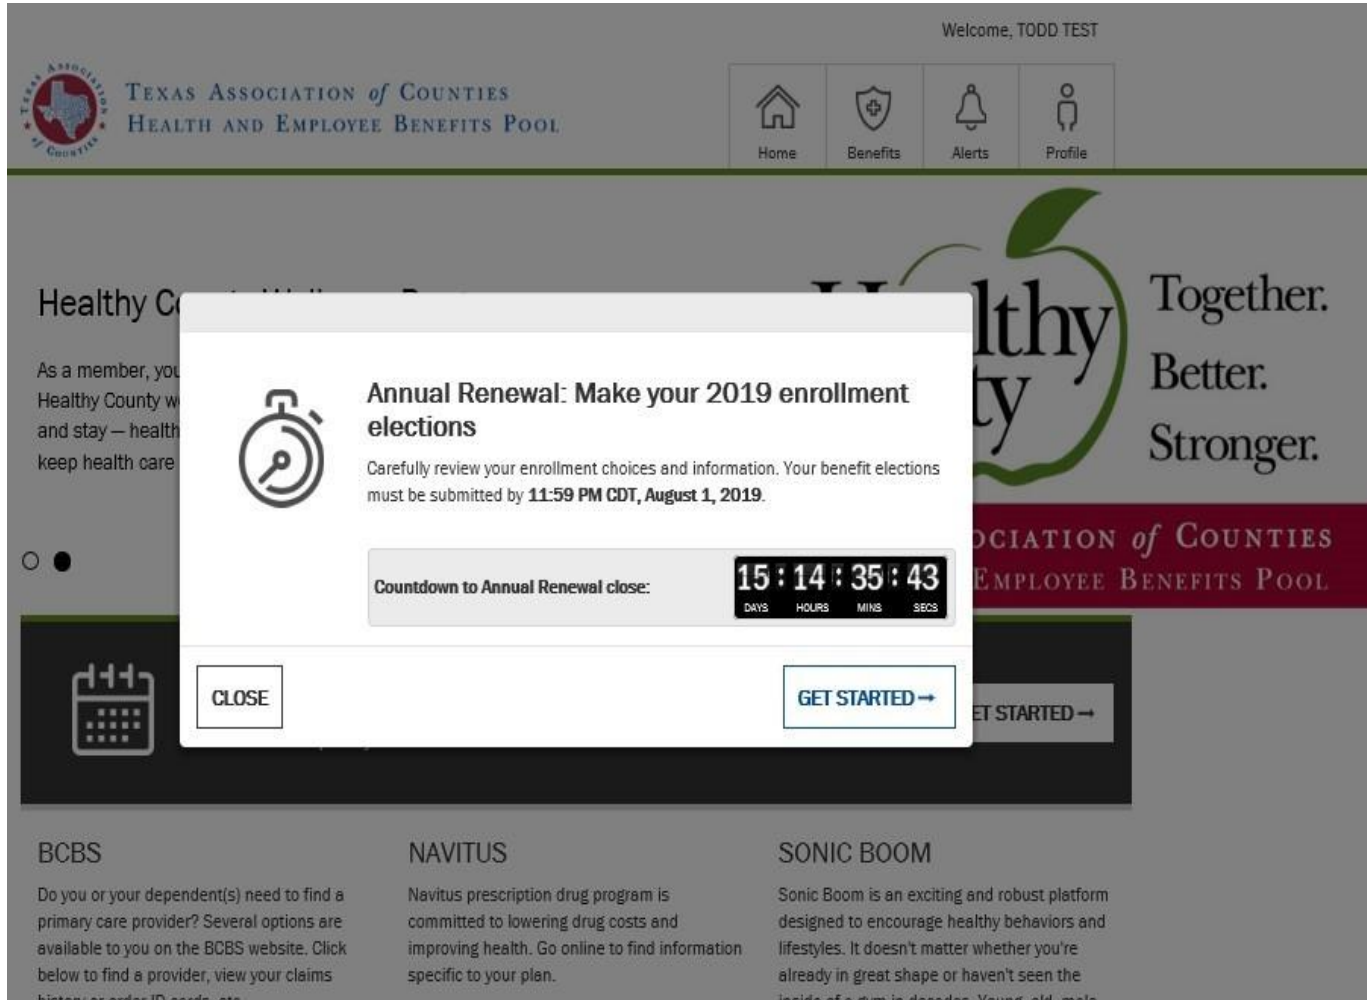 Welcome, TODD TEST
TEXAS ASSOCIATION of COUNTIES
HEALTH AND EMPLOYEE BENEFITS POOL
TEXAS ASSOCIATION
of COUNTIES
Home Benefits Alerts Profile
Healthy
Together.
Better.
Stronger.
As a member, you
Healthy County
and stay — health
keep health care
Annual Renewal: Make your 2019 enrollment
elections
Carefully review your enrollment choices and information. Your benefit elections
must be submitted by 11:59 PM CDT, August 1, 2019.
Countdown to Annual Renewal close:
15 : 14 : 35 : 43
DAYS HOURS MINS SECS
of COUNTIES
EMPLOYEE BENEFITS POOL
CLOSE
GET STARTED→
STARTED→
BCBS
Do you or your dependent(s) need to find a
primary care provider? Several options are
available to you on the BCBS website. Click
below to find a provider, view your claims
NAVITUS
Navitus prescription drug program is
committed to lowering drug costs and
improving health. Go online to find information
specific to your plan.
SONIC BOOM
Sonic Boom is an exciting and robust platform
designed to encourage healthy behaviors and
lifestyles. It doesn't matter whether you're
already in great shape or haven't seen the